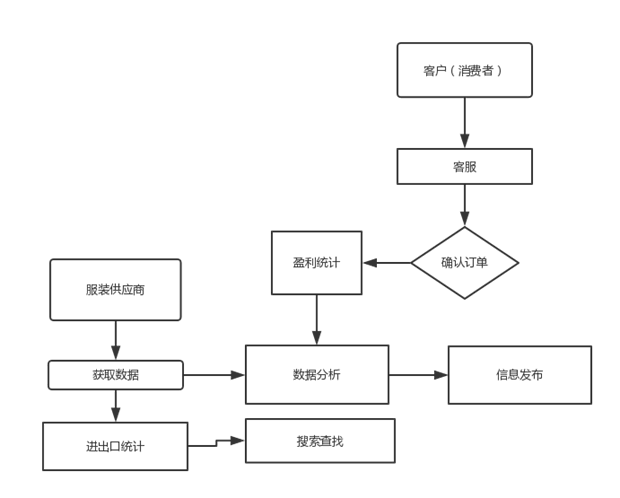 客户（消费者）
客服
盈利统计
确认订单
服装供应商
获取数据
数据分析
信息发布
进出口统计
搜索查找